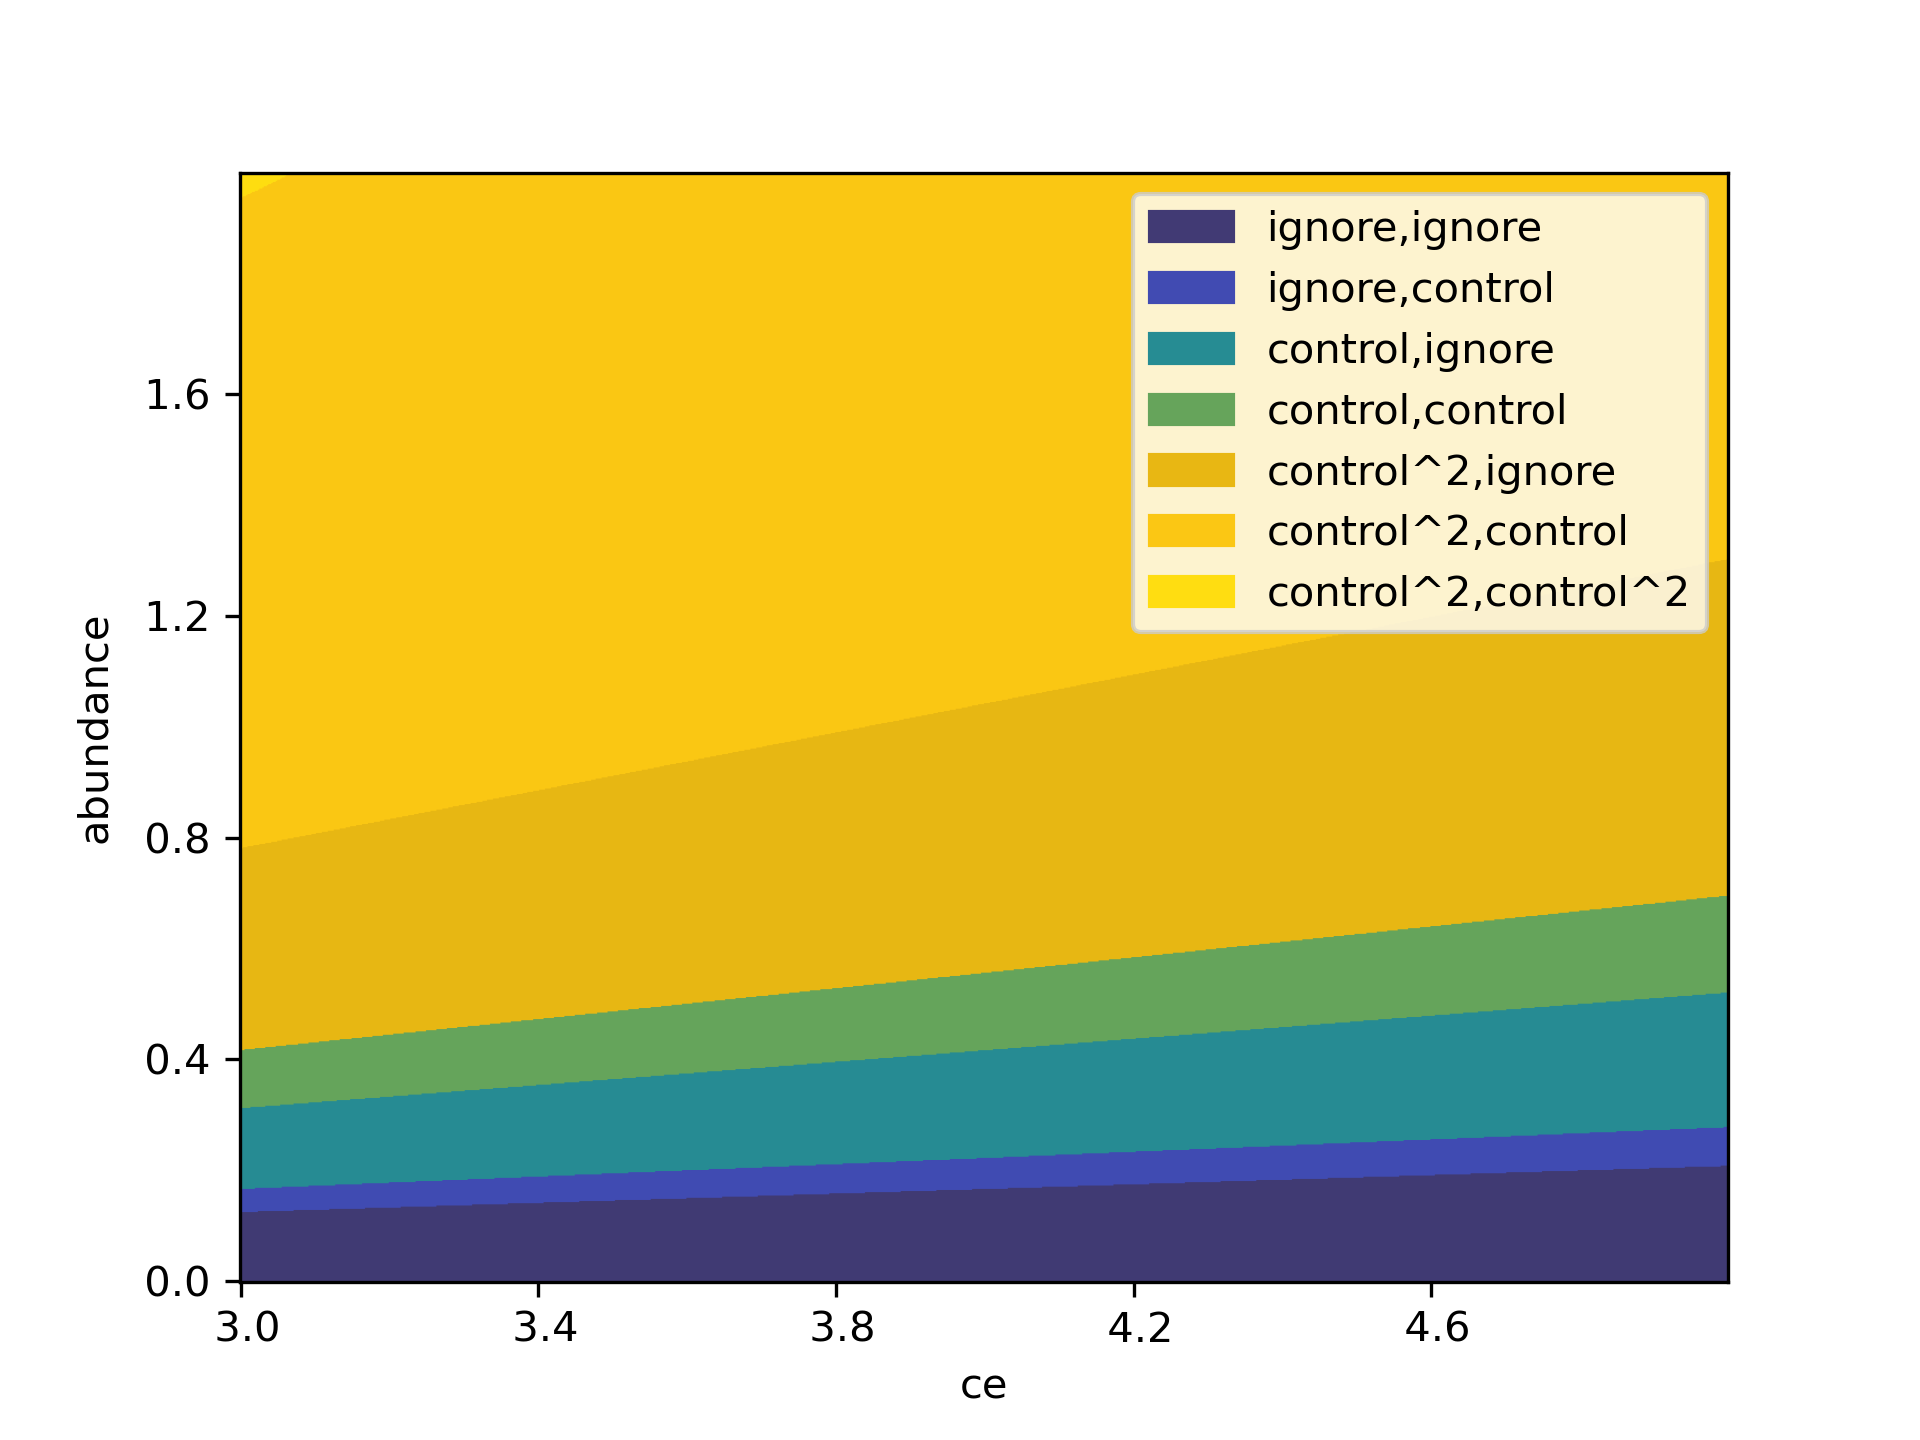 ignore,ignore
ignore,control
control,ignore
control,control
control^2,ignore
control^2,control
control^2,control^2
abundance
1.6
1.2
0.8
0.4
0.0
3.0 3.4 3.8 4.2 4.6
ce